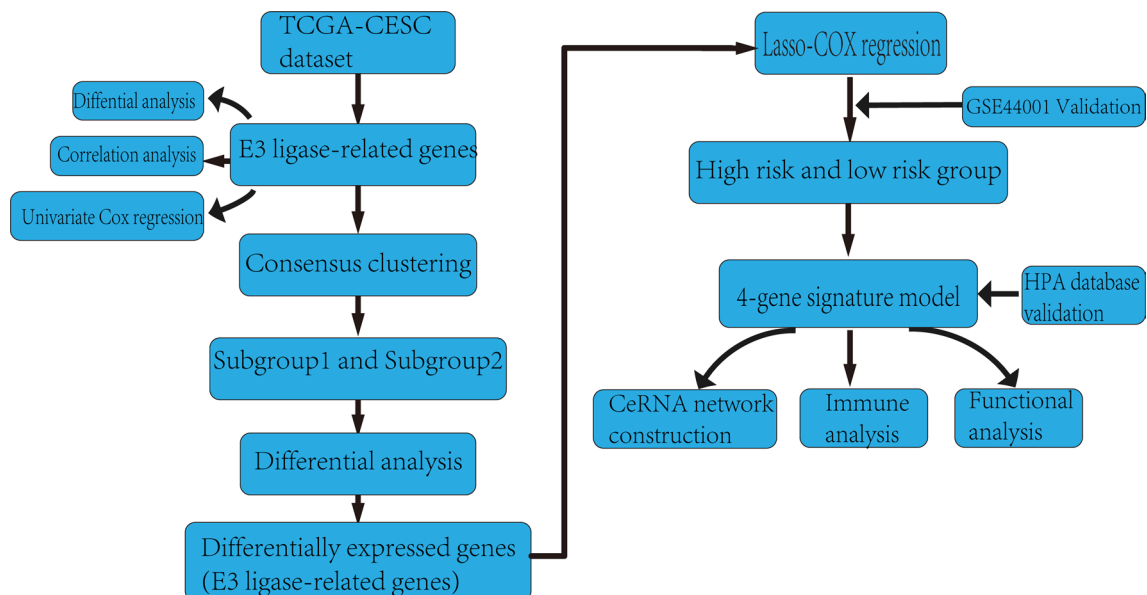 TCGA-CESC
dataset
Diffential analysis
E3 ligase-related genes
Correlation analysis
Univariate Cox regression
Consensus clustering
Subgroup1 and Subgroup2
Differential analysis
Differentially expressed genes
(E3 ligase-related genes)
Lasso-COX regression
GSE44001 Validation
High risk and low risk group
4-gene signature model
HPA database
validation
CeRNA network
construction
Immune
analysis
Functional
analysis